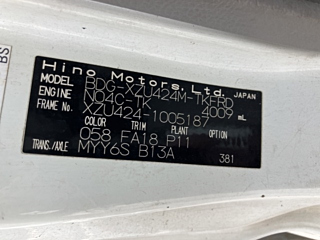 Hino Motors, Ltd. JAPAN
MODEL BDG-XZU424M-TKFRD
ENGINE N04C-TK 4009 mL
FRAME No. XZU424-1005187
COLOR TRIM PLANT OPTION
058 FA18 P11
TRANS./AXLE MYY6S B13A
381
BS